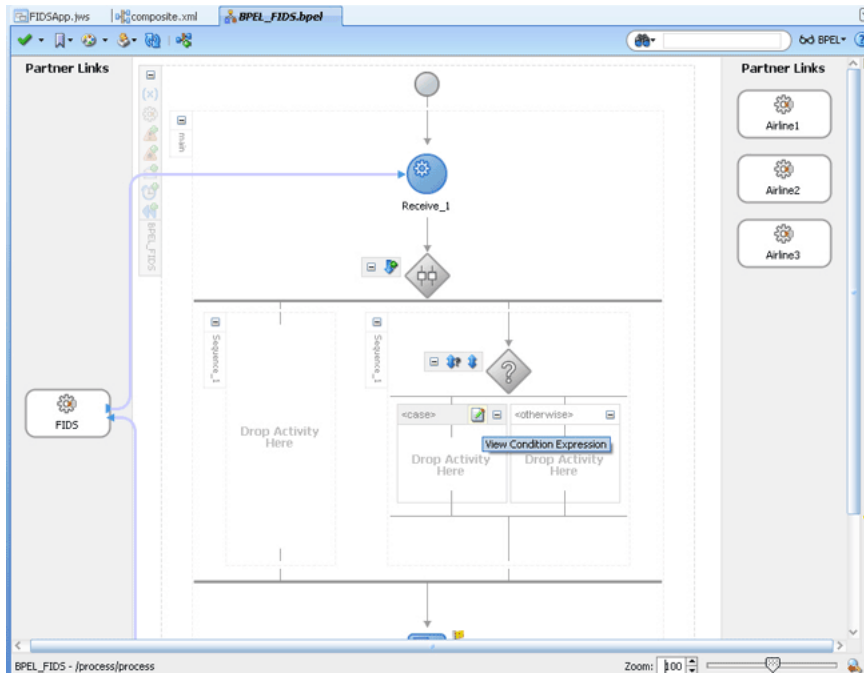 FIDSApp.jws
composite.xml
BPEL_FIDS.bpel
BPEL
Partner Links
Partner Links
main
BPEL_FIDS
Receive_1
Airline1
Airline2
Airline3
Sequence_1
Sequence_1
FIDS
<case>
<otherwise>
View Condition Expression
Drop Activity
Here
Drop Activity
Here
Drop Activity
Here
BPEL_FIDS - /process/process
Zoom: 100